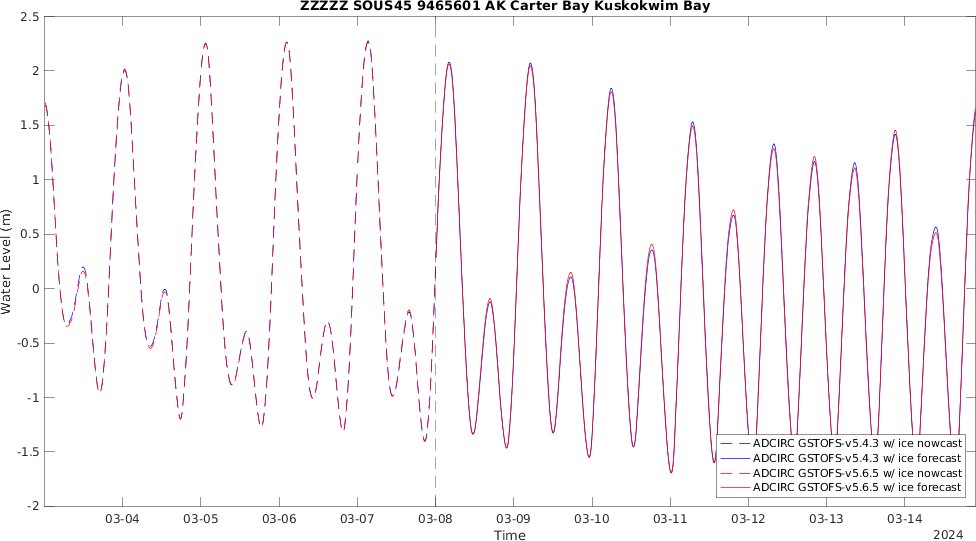 ZZZZZ SOUS45 9465601 AK Carter Bay Kuskokwim Bay
2.5
2
1.5
1
0.5
0
-0.5
-1
-1.5
-2
Water Level (m)
ADCIRC GSTOFS-v5.4.3 w/ ice nowcast
ADCIRC GSTOFS-v5.4.3 w/ ice forecast
ADCIRC GSTOFS-v5.6.5 w/ ice nowcast
ADCIRC GSTOFS-v5.6.5 w/ ice forecast
03-04 03-05 03-06 03-07 03-08 03-09 03-10 03-11 03-12 03-13 03-14
Time
2024